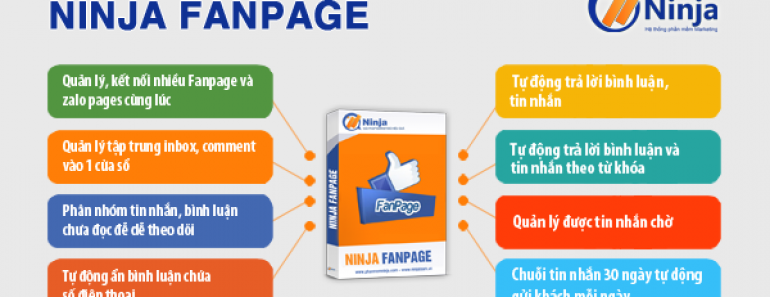 NINJA FANPAGE
Ninja
Hệ thống phần mềm Marketing
Quản lý, kết nối nhiều Fanpage và
zalo pages cùng lúc
Quản lý tập trung inbox, comment
vào 1 cửa sổ
Phân nhóm tin nhắn, bình luận
chưa đọc để dễ theo dõi
Tự động ẩn bình luận chứa
số điện thoại
Ninja
NINJA FANPAGE
FanPage
NINJA FANPAGE
Tự động trả lời bình luận,
tin nhắn
Tự động trả lời bình luận và
tin nhắn theo từ khóa
Quản lý được tin nhắn chờ
Chuỗi tin nhắn 30 ngày tự động
gửi khách mỗi ngày